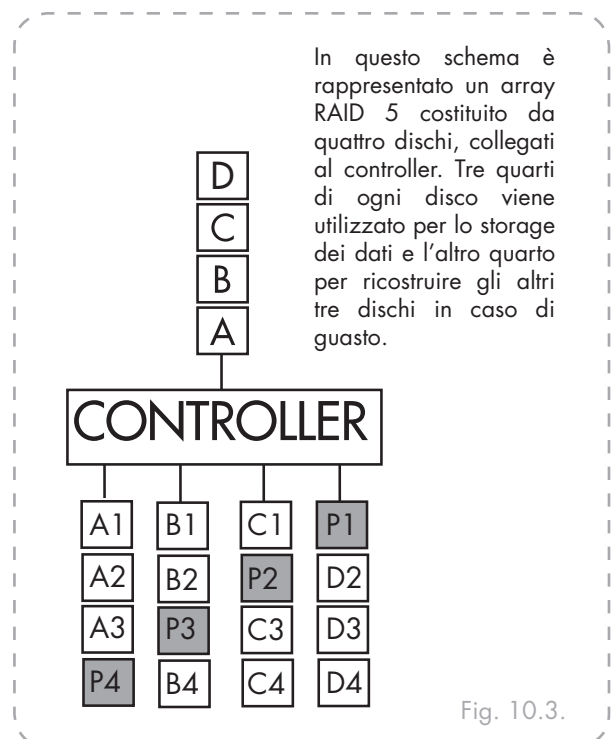 In questo schema è
rappresentato un array
RAID 5 costituito da
quattro dischi, collegati
al controller. Tre quarti
di ogni disco viene
utilizzato per lo storage
dei dati e l'altro quarto
per ricostruire gli altri
tre dischi in caso di
guasto.
D
C
B
A
CONTROLLER
A1 B1 C1 P1
A2 B2 P2 D2
A3 P3 C3 D3
P4 B4 C4 D4
Fig. 10.3.